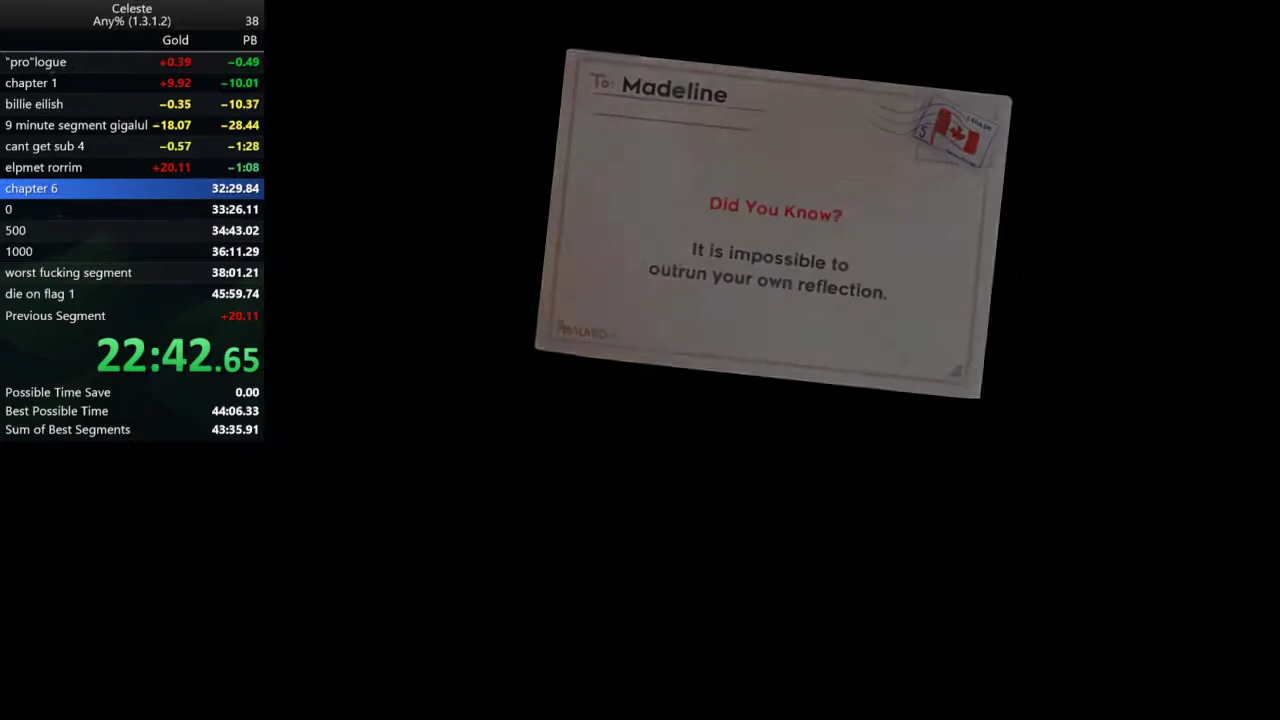 Celeste
Any% (1.3.1.2) 38
Gold PB
"pro"logue +0.39 −0.49
chapter 1 +9.92 −10.01
billie eilish −0.35 −10.37
9 minute segment gigalul −18.07 −28.44
cant get sub 4 −0.57 −1:28
elpmet rorrim +20.11 −1:08
chapter 6 32:29.84
0 33:26.11
500 34:43.02
1000 36:11.29
worst fucking segment 38:01.21
die on flag 1 45:59.74
Previous Segment +20.11
22:42.65
Possible Time Save 0.00
Best Possible Time 44:06.33
Sum of Best Segments 43:35.91
To: Madeline
CANADA
5
Did You Know?
It is impossible to
outrun your own reflection.
POSTCARD